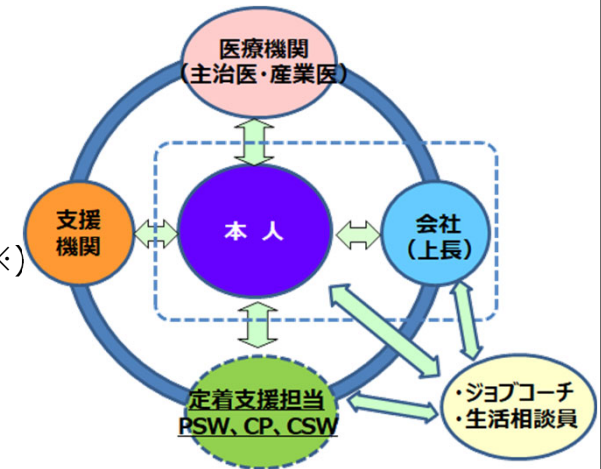 医療機関
（主治医・産業医）
支援
機関
※)
本 人
会社
（上長）
定着支援担当
PSW、CP、CSW
・ジョブコーチ
・生活相談員